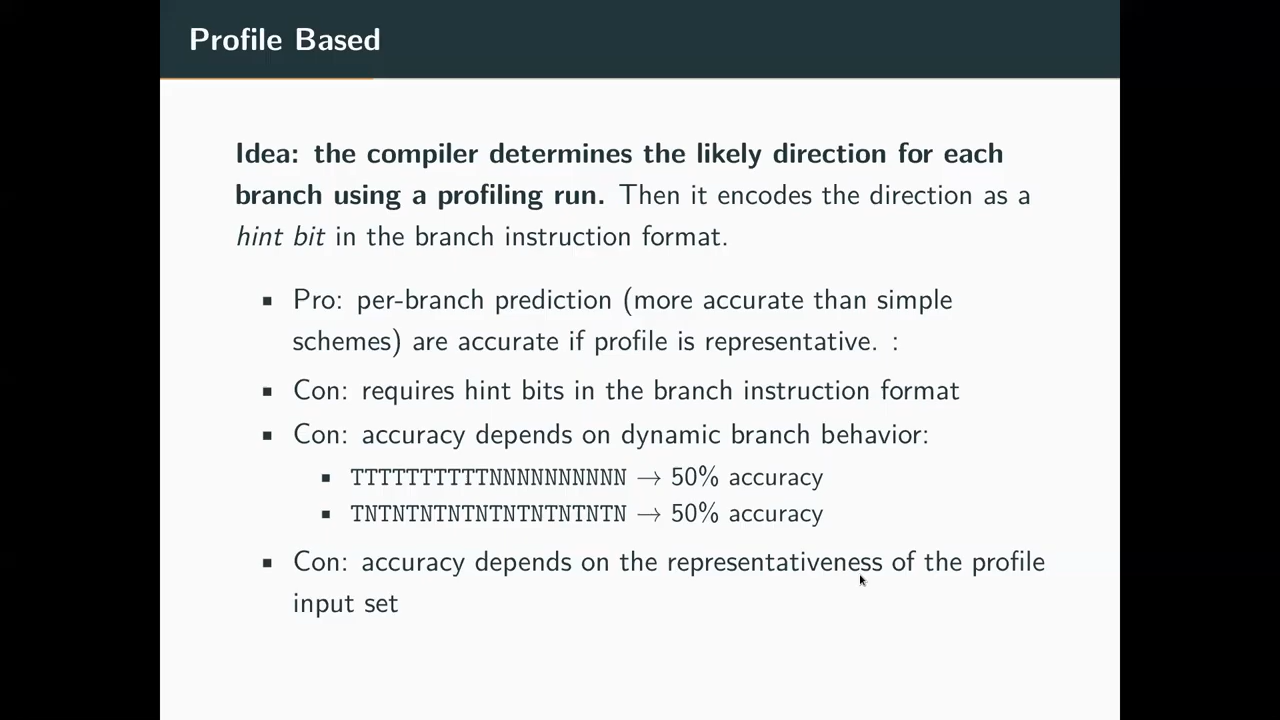 Profile Based
Idea: the compiler determines the likely direction for each
branch using a profiling run. Then it encodes the direction as a
hint bit in the branch instruction format.
▪ Pro: per-branch prediction (more accurate than simple
schemes) are accurate if profile is representative. :
▪ Con: requires hint bits in the branch instruction format
▪ Con: accuracy depends on dynamic branch behavior:
▪ TTTTTTTTTTNNNNNNNNNN → 50% accuracy
▪ TNTNTNTNTNTNTNTNTNTN → 50% accuracy
▪ Con: accuracy depends on the representativeness of the profile
input set